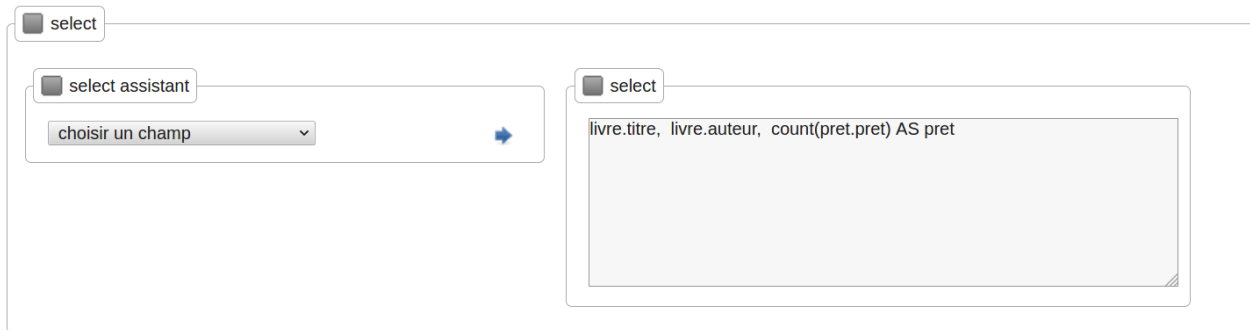 select
select assistant
select
choisir un champ
livre.titre,  livre.auteur,  count(pret.pret) AS pret